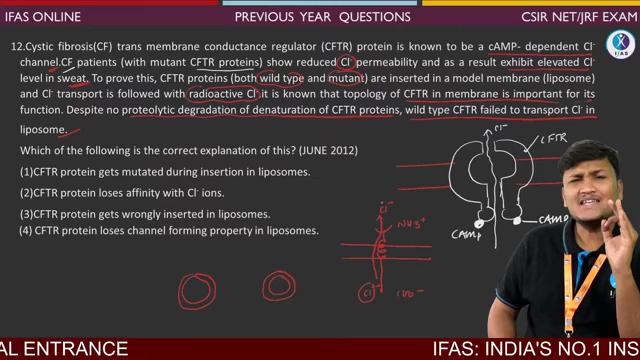 IFAS ONLINE
PREVIOUS YEAR QUESTIONS
CSIR NET/JRF EXAM
IFAS
12.Cystic fibrosis(CF) trans membrane conductance regulator (CFTR) protein is known to be a cAMP-dependent Cl-
channel.CF patients (with mutant CFTR proteins) show reduced Cl- permeability and as a result exhibit elevated Cl-
level in sweat. To prove this, CFTR proteins (both wild type and mutant) are inserted in a model membrane (liposome)
and Cl- transport is followed with radioactive Cl- it is known that topology of CFTR in membrane is important for its
function. Despite no proteolytic degradation of denaturation of CFTR proteins, wild type CFTR failed to transport Cl- in
liposome.
Which of the following is the correct explanation of this? (JUNE 2012)
(1)CFTR protein gets mutated during insertion in liposomes.
(2)CFTR protein loses affinity with Cl- ions.
(3)CFTR protein gets wrongly inserted in liposomes.
(4) CFTR protein loses channel forming property in liposomes.
Cl-
CFTR
CAMP
CAMP
Cl-
NH3+
Cl-
COO-
AL ENTRANCE
IFAS: INDIA'S NO.1 INS